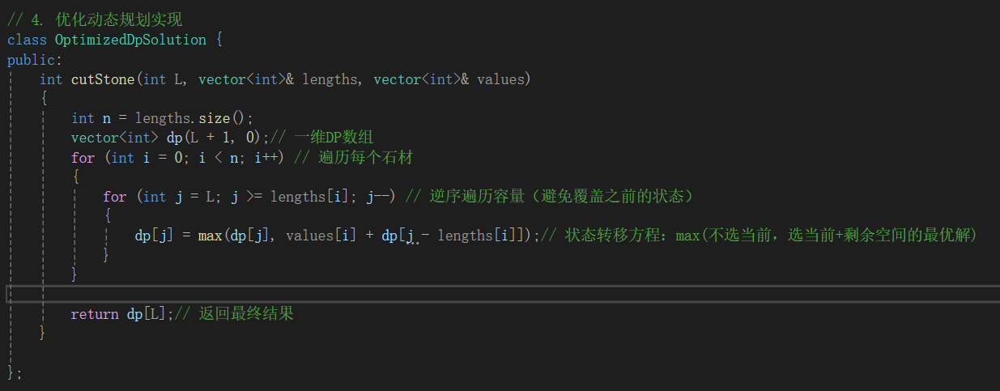 // 4. 优化动态规划实现
class OptimizedDpSolution {
public:
    int cutStone(int L, vector<int>& lengths, vector<int>& values)
    {
        int n = lengths.size();
        vector<int> dp(L + 1, 0);// 一维DP数组
        for (int i = 0; i < n; i++) // 遍历每个石材
        {
            for (int j = L; j >= lengths[i]; j--) // 逆序遍历容量（避免覆盖之前的状态）
            {
                dp[j] = max(dp[j], values[i] + dp[j - lengths[i]]);// 状态转移方程：max(不选当前，选当前+剩余空间的最优解)
            }
        }
        return dp[L];// 返回最终结果
    }
};